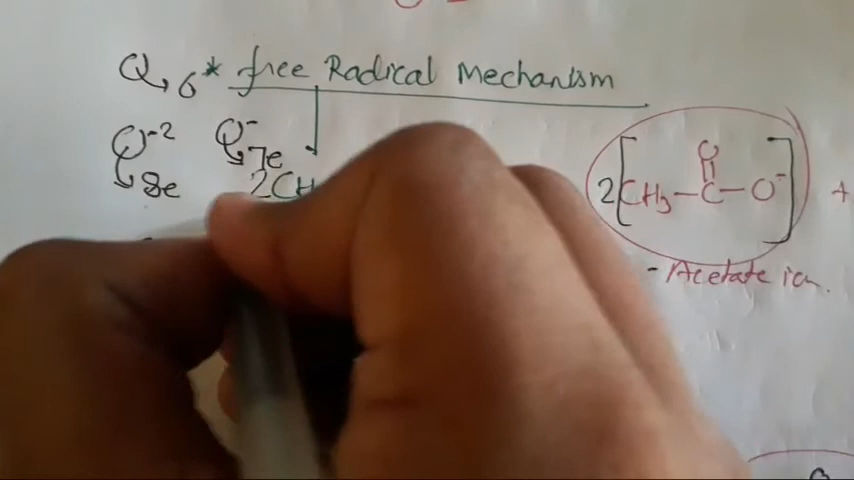 6* free Radical Mechanism
-2
8e
7e
2CH
2[CH3-C-O-] +
O
- Acetate ion.